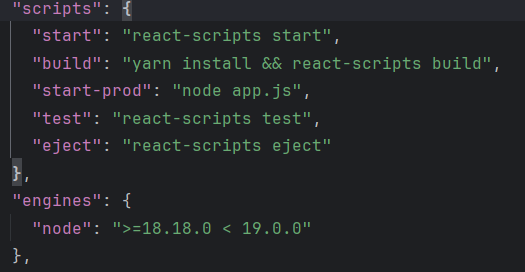 "scripts": {
"start": "react-scripts start",
"build": "yarn install && react-scripts build",
"start-prod": "node app.js",
"test": "react-scripts test",
"eject": "react-scripts eject"
},
"engines": {
"node": ">=18.18.0 < 19.0.0"
},